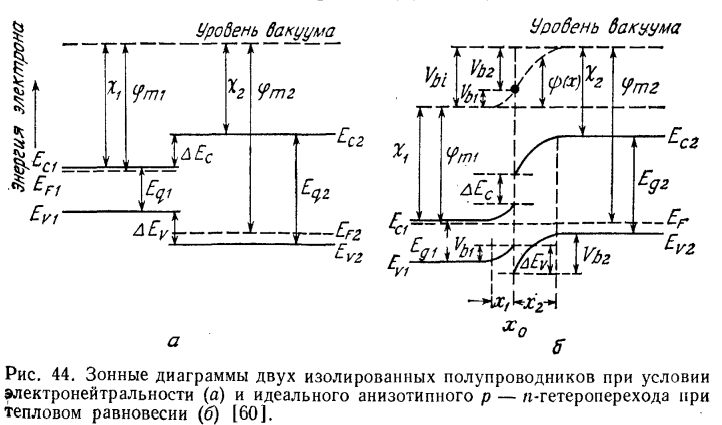 Уровень вакуума
Уровень вакуума
Энергия электрона
χ1
φm1
χ2
φm2
Ec1
EF1
Ev1
ΔEc
Eg1
ΔEv
Ec2
Eg2
EF2
Ev2
а
Vbi
Vb2
Vb1
ψ(x)
χ2
φm2
χ1
φm1
Ec2
ΔEc
Eg2
Ec1
EF
Eg1
Vb1
ΔEv
Vb2
Ev1
Ev2
x1
x2
x0
б
Рис. 44. Зонные диаграммы двух изолированных полупроводников при условии
электронейтральности (а) и идеального анизотипного p — n-гетероперехода при
тепловом равновесии (б) [60].